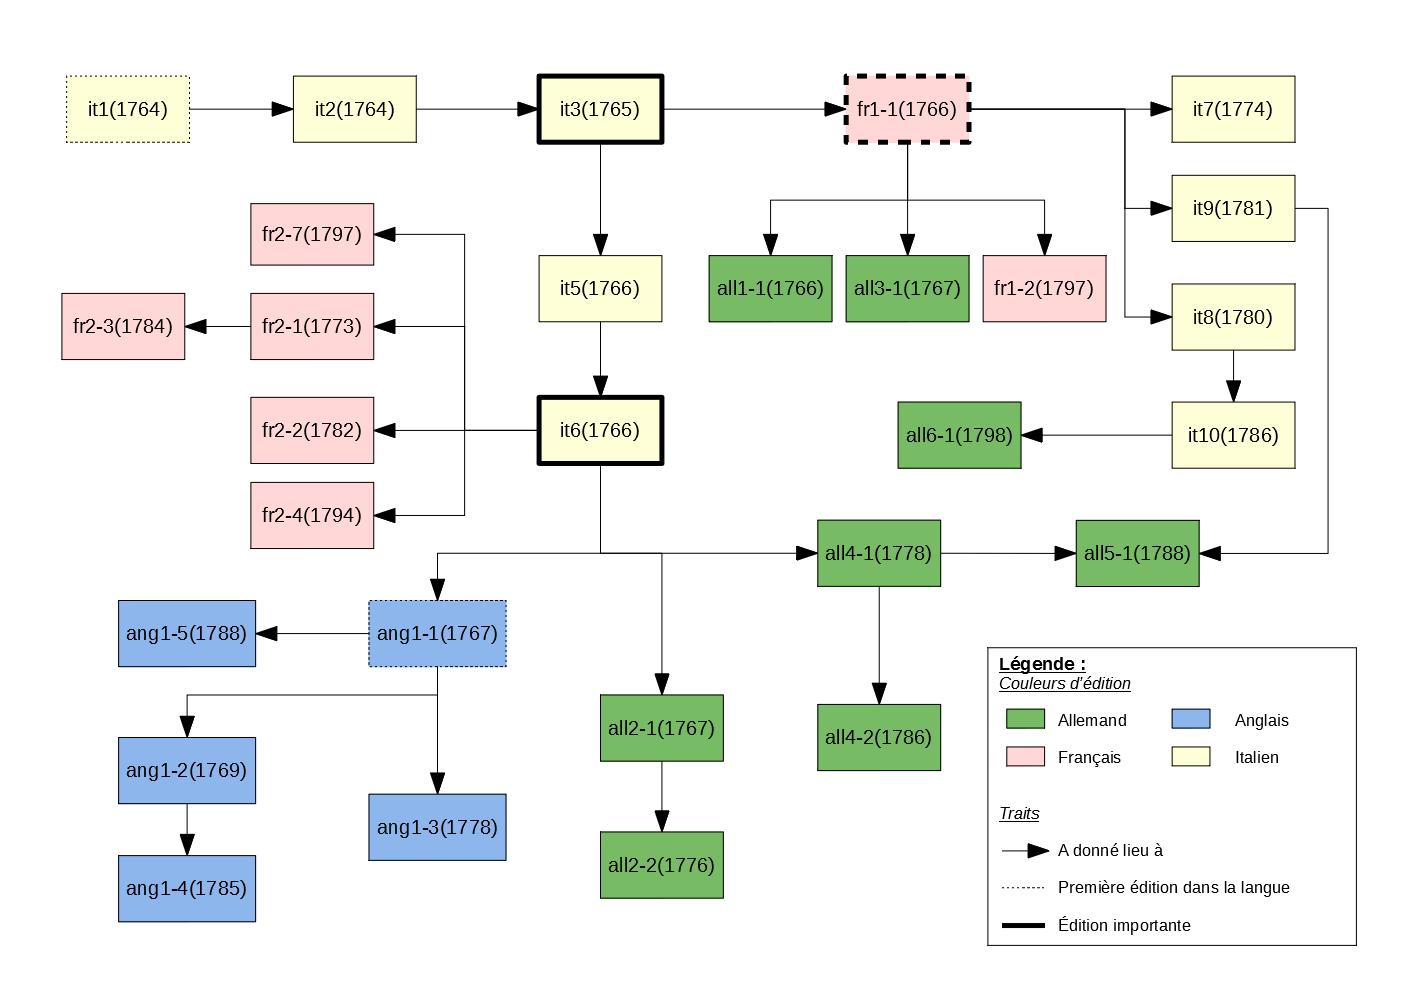 it1(1764)
it2(1764)
it3(1765)
fr1-1(1766)
it7(1774)
it9(1781)
fr2-7(1797)
it5(1766)
all1-1(1766)
all3-1(1767)
fr1-2(1797)
it8(1780)
fr2-3(1784)
fr2-1(1773)
fr2-2(1782)
it6(1766)
all6-1(1798)
it10(1786)
fr2-4(1794)
all4-1(1778)
all5-1(1788)
ang1-5(1788)
ang1-1(1767)
all2-1(1767)
all4-2(1786)
ang1-2(1769)
ang1-3(1778)
all2-2(1776)
ang1-4(1785)
Légende :
Couleurs d'édition
Allemand
Anglais
Français
Italien
Traits
A donné lieu à
Première édition dans la langue
Édition importante